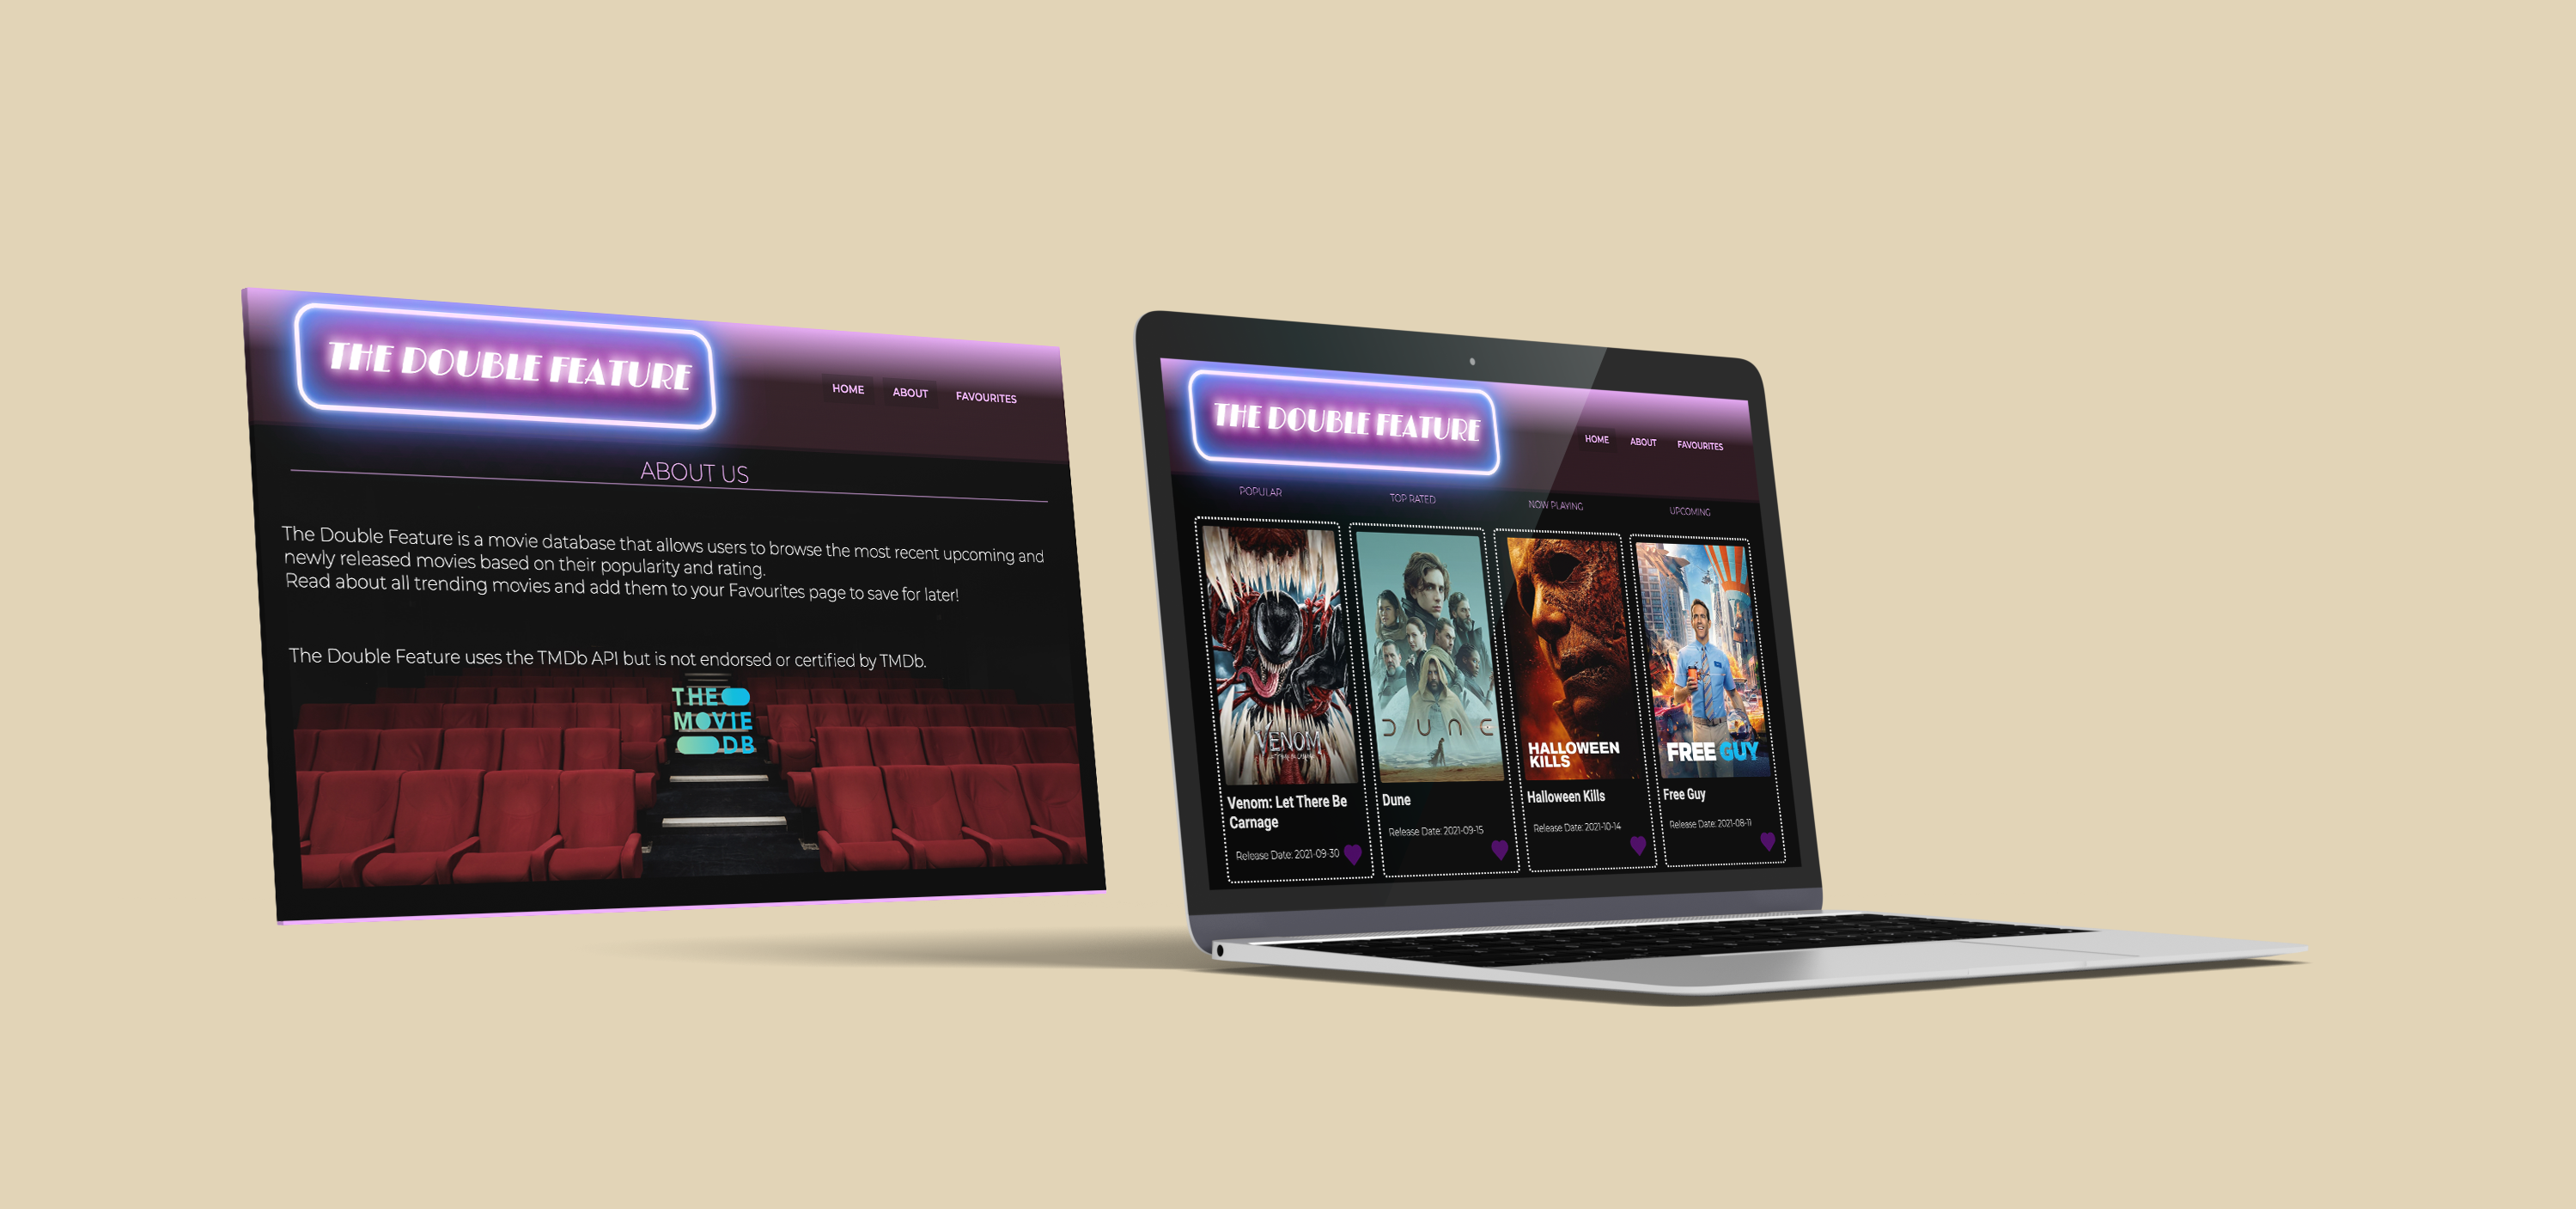 THE DOUBLE FEATURE
HOME ABOUT FAVOURITES
ABOUT US
The Double Feature is a movie database that allows users to browse the most recent upcoming and
newly released movies based on their popularity and rating.
Read about all trending movies and add them to your Favourites page to save for later!
The Double Feature uses the TMDb API but is not endorsed or certified by TMDb.
THE
MOVIE
DB
THE DOUBLE FEATURE
HOME ABOUT FAVOURITES
POPULAR TOP RATED NOW PLAYING UPCOMING
VENOM
DUNE
HALLOWEEN
KILLS
FREE GUY
Venom: Let There Be
Carnage
Release Date: 2021-09-30
Dune
Release Date: 2021-09-15
Halloween Kills
Release Date: 2021-10-14
Free Guy
Release Date: 2021-08-11